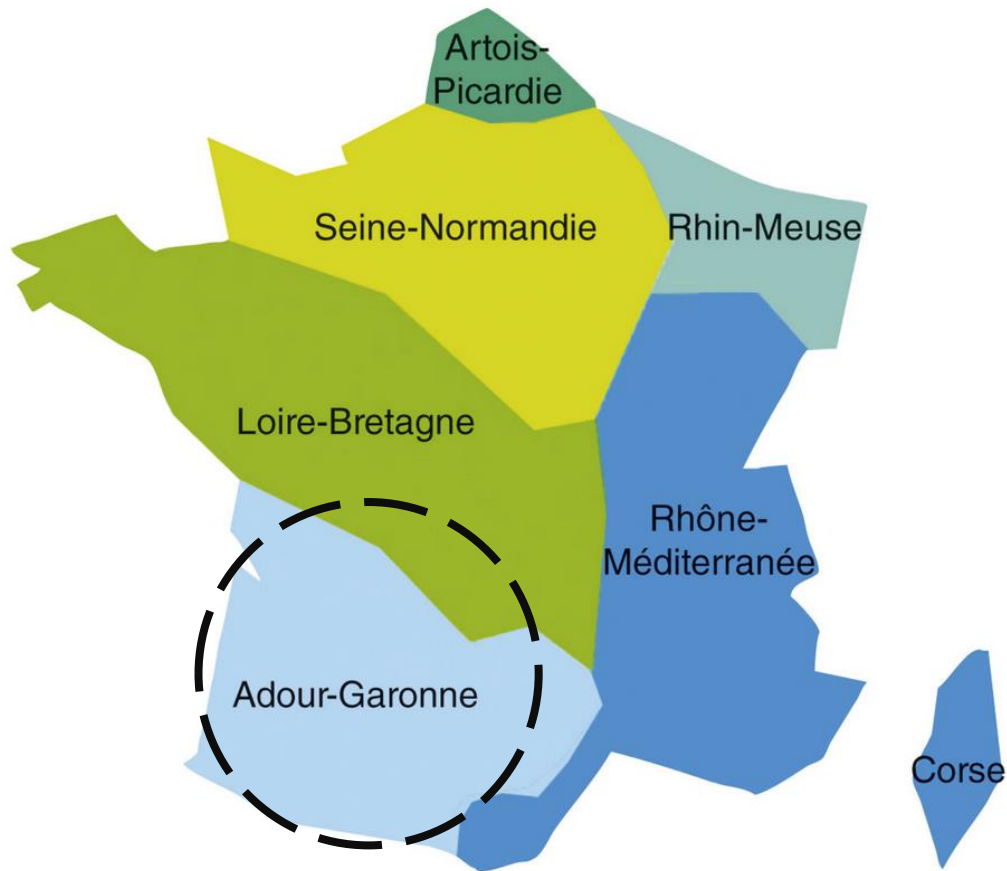 Artois-
Picardie
Seine-Normandie
Rhin-Meuse
Loire-Bretagne
Rhône-
Méditerranée
Adour-Garonne
Corse